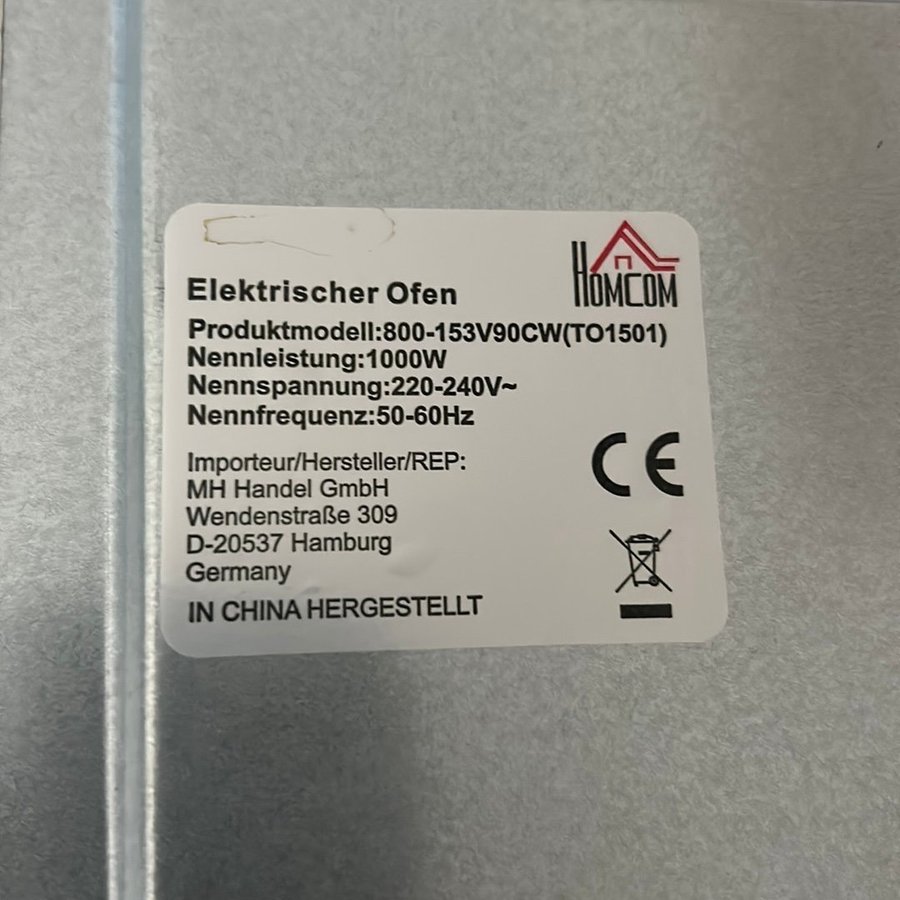 HOMCOM
Elektrischer Ofen
Produktmodell:800-153V90CW(TO1501)
Nennleistung:1000W
Nennspannung:220-240V~
Nennfrequenz:50-60Hz
Importeur/Hersteller/REP:
MH Handel GmbH
Wendenstraße 309
D-20537 Hamburg
Germany
IN CHINA HERGESTELLT
CE